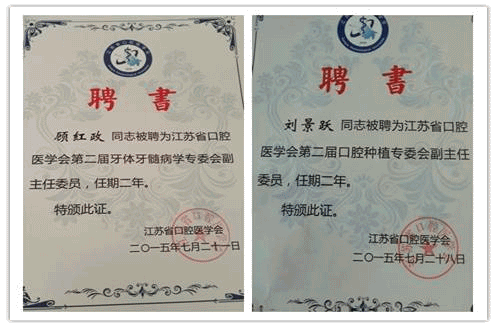 聘書
顾红政 同志被聘为江苏省口腔
医学会第二届牙体牙髓病学专委会副
主任委员，任期二年。
特颁此证。
江苏省口腔医学会
二〇一五年七月二十一日
聘書
刘景跃 同志被聘为江苏省口腔
医学会第二届口腔种植专委会副主任
委员，任期二年。
特颁此证。
江苏省口腔医学会
二〇一五年七月二十八日